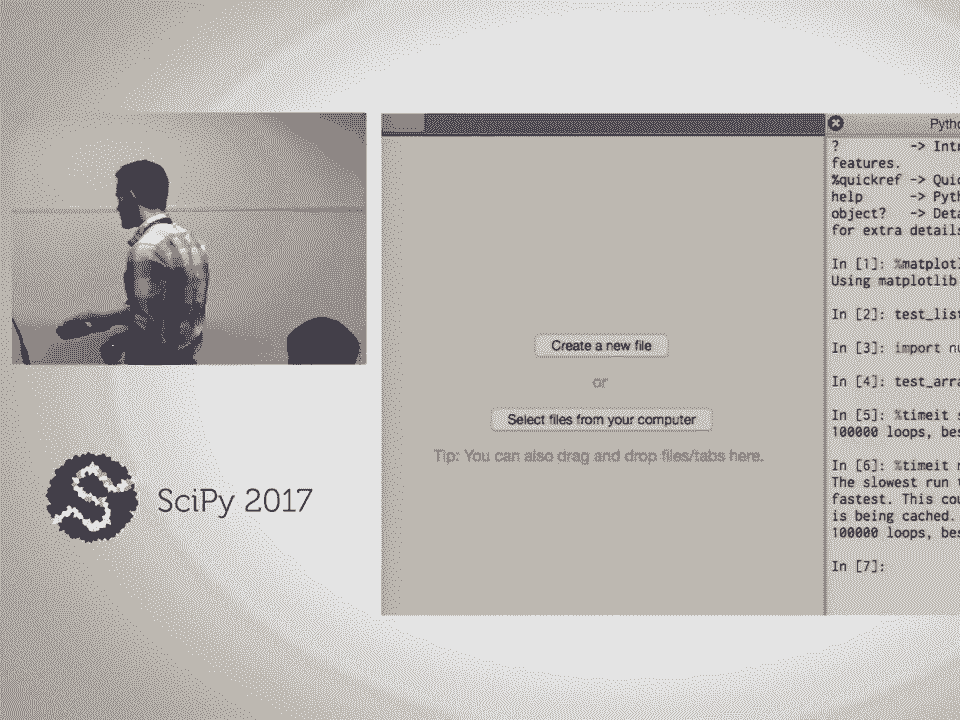 SciPy 2017
Create a new file
or
Select files from your computer
Tip: You can also drag and drop files/tabs here.
Pytho
? -> Intr
features.
%quickref -> Quic
help -> Pyth
object? -> Deta
for extra details
In [1]: %matplotl
Using matplotlib
In [2]: test_list
In [3]: import nu
In [4]: test_arra
In [5]: %timeit s
100000 loops, bes
In [6]: %timeit n
The slowest run t
fastest. This cou
is being cached.
100000 loops, bes
In [7]: